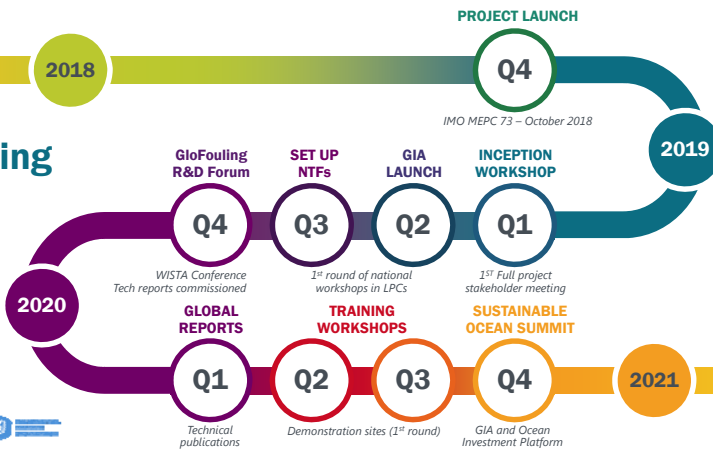 PROJECT LAUNCH
2018
Q4
IMO MEPC 73 – October 2018
2019
ing
GloFouling
R&D Forum
SET UP
NTFs
GIA
LAUNCH
INCEPTION
WORKSHOP
Q4
Q3
Q2
Q1
WISTA Conference
Tech reports commissioned
1st round of national
workshops in LPCs
1ST Full project
stakeholder meeting
2020
GLOBAL
REPORTS
TRAINING
WORKSHOPS
SUSTAINABLE
OCEAN SUMMIT
Q1
Q2
Q3
Q4
2021
Technical
publications
Demonstration sites (1st round)
GIA and Ocean
Investment Platform